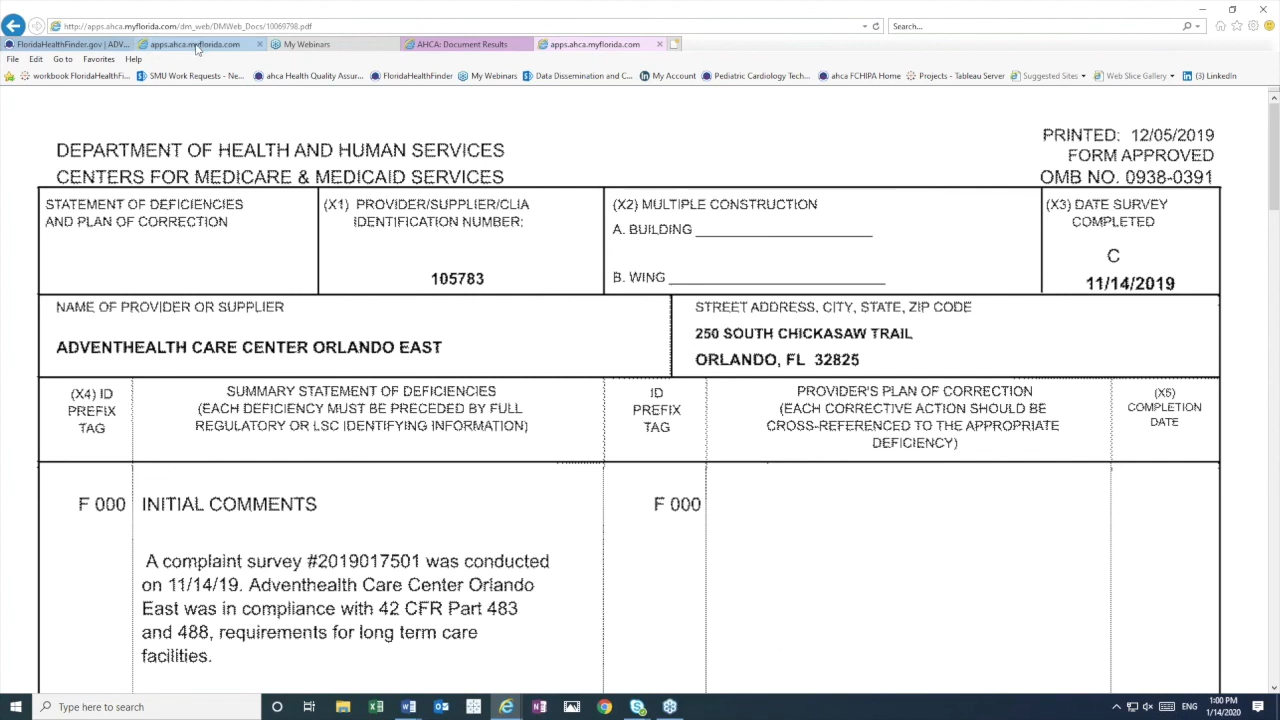 http://apps.ahca.myflorida.com/dm_web/DMWeb_Docs/10069798.pdf
Search...
FloridaHealthFinder.gov | ADV...
apps.ahca.myflorida.com
My Webinars
AHCA: Document Results
apps.ahca.myflorida.com
File Edit Go to Favorites Help
workbook FloridaHealthFi...
SMU Work Requests - Ne...
ahca Health Quality Assur...
FloridaHealthFinder
My Webinars
Data Dissemination and C...
My Account
Pediatric Cardiology Tech...
ahca FCHIPA Home
Projects - Tableau Server
Suggested Sites
Web Slice Gallery
(3) LinkedIn
DEPARTMENT OF HEALTH AND HUMAN SERVICES
CENTERS FOR MEDICARE & MEDICAID SERVICES
PRINTED: 12/05/2019
FORM APPROVED
OMB NO. 0938-0391
STATEMENT OF DEFICIENCIES
AND PLAN OF CORRECTION
(X1) PROVIDER/SUPPLIER/CLIA
IDENTIFICATION NUMBER:
105783
(X2) MULTIPLE CONSTRUCTION
A. BUILDING
B. WING
(X3) DATE SURVEY
COMPLETED
C
11/14/2019
NAME OF PROVIDER OR SUPPLIER
ADVENTHEALTH CARE CENTER ORLANDO EAST
STREET ADDRESS, CITY, STATE, ZIP CODE
250 SOUTH CHICKASAW TRAIL
ORLANDO, FL 32825
(X4) ID
PREFIX
TAG
SUMMARY STATEMENT OF DEFICIENCIES
(EACH DEFICIENCY MUST BE PRECEDED BY FULL
REGULATORY OR LSC IDENTIFYING INFORMATION)
ID
PREFIX
TAG
PROVIDER'S PLAN OF CORRECTION
(EACH CORRECTIVE ACTION SHOULD BE
CROSS-REFERENCED TO THE APPROPRIATE
DEFICIENCY)
(X5)
COMPLETION
DATE
F 000
INITIAL COMMENTS
F 000
A complaint survey #2019017501 was conducted
on 11/14/19. Adventhealth Care Center Orlando
East was in compliance with 42 CFR Part 483
and 488, requirements for long term care
facilities.
Type here to search
ENG
1:00 PM
1/14/2020